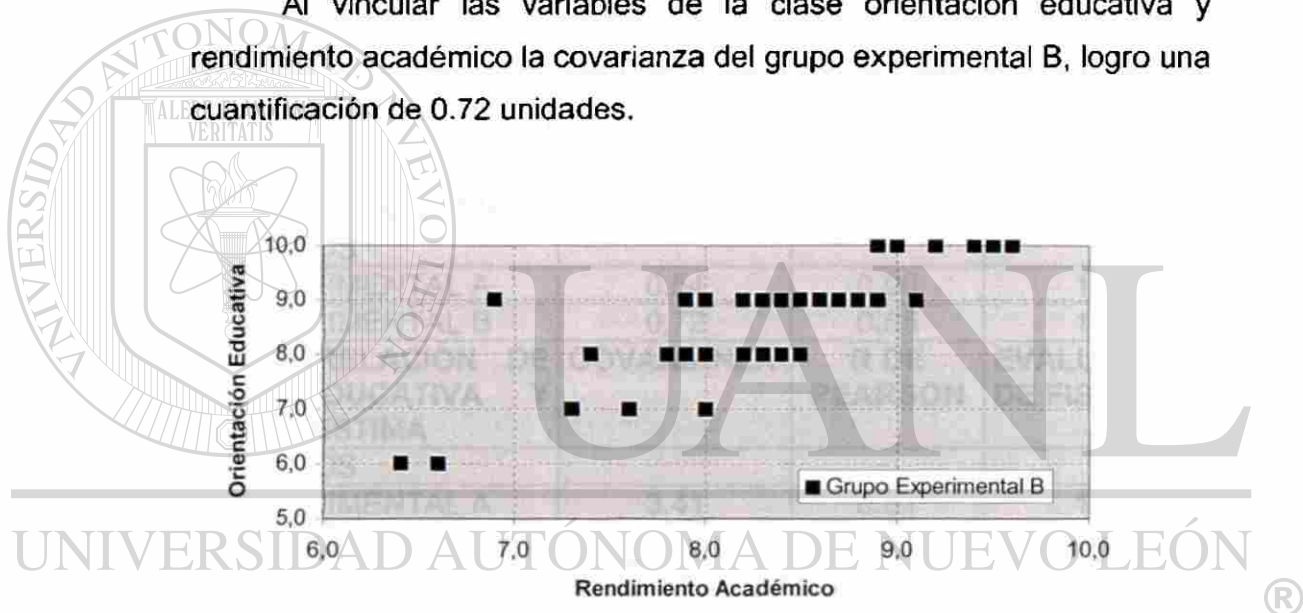 Al vincular las variables de la clase orientación educativa y
rendimiento académico la covarianza del grupo experimental B, logro una
cuantificación de 0.72 unidades.
VERITATIS
10,0
9,0
8,0
7,0
6,0
5,0
Orientación Educativa
Grupo Experimental B
6,0 7,0 8,0 9,0 10,0
Rendimiento Académico
UANL
UNIVERSIDAD AUTÓNOMA DE NUEVO LEÓN
®